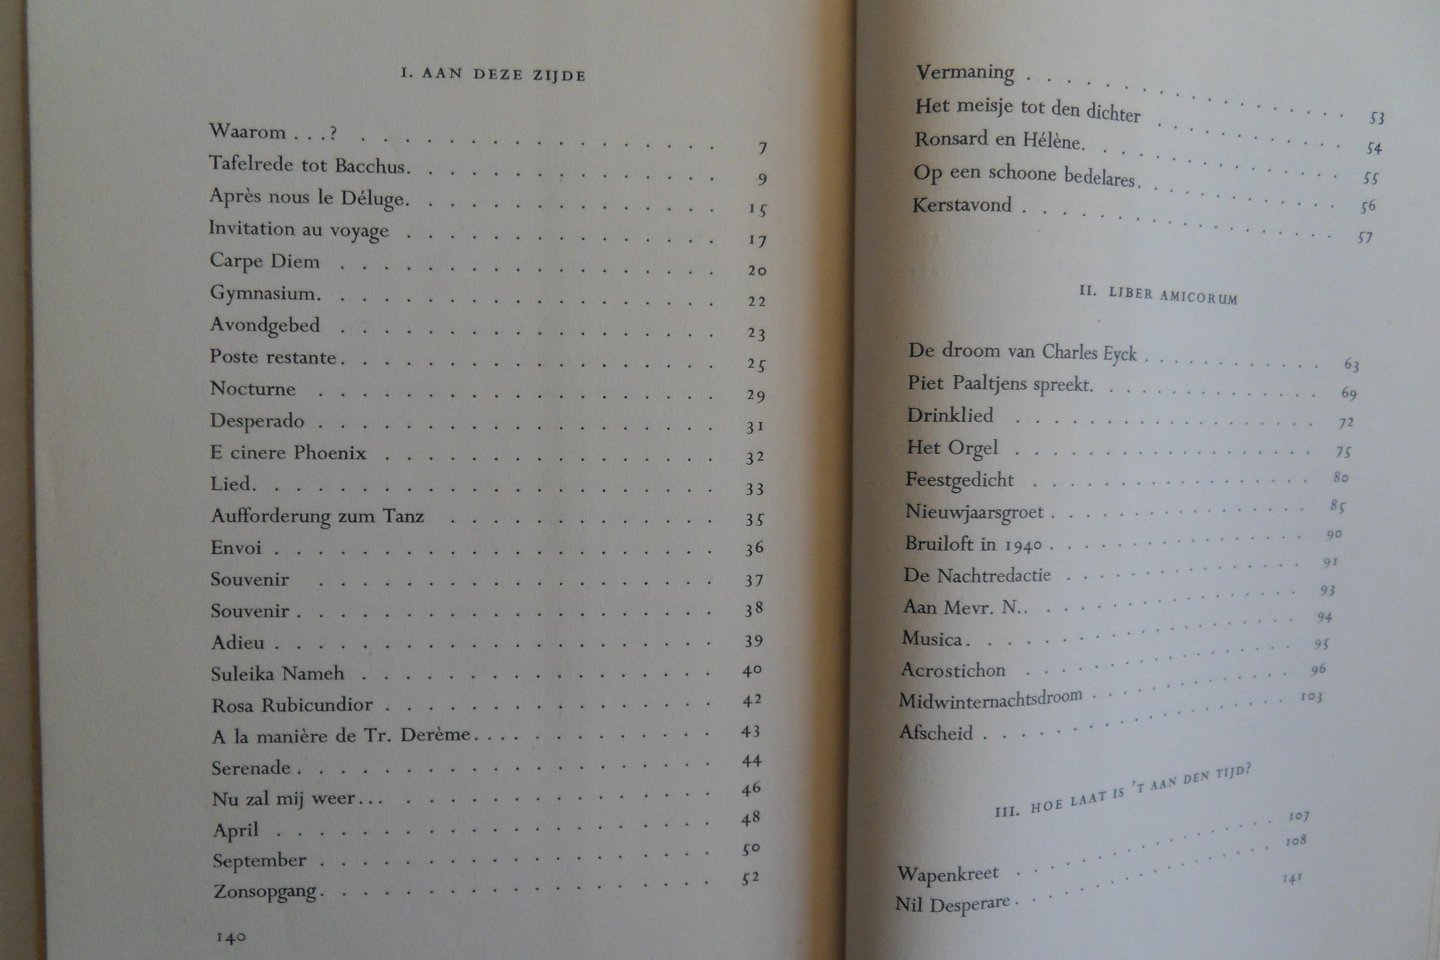 I. AAN DEZE ZIJDE
Waarom . . . ? . . . . . . . . . . . . . . . . . 7
Tafelrede tot Bacchus. . . . . . . . . . . . . . . 9
Après nous le Déluge. . . . . . . . . . . . . . . 15
Invitation au voyage . . . . . . . . . . . . . . . 17
Carpe Diem . . . . . . . . . . . . . . . . . . 20
Gymnasium. . . . . . . . . . . . . . . . . . . 22
Avondgebed . . . . . . . . . . . . . . . . . . 23
Poste restante . . . . . . . . . . . . . . . . . . 25
Nocturne . . . . . . . . . . . . . . . . . . . 29
Desperado . . . . . . . . . . . . . . . . . . . 31
E cinere Phoenix . . . . . . . . . . . . . . . . 32
Lied. . . . . . . . . . . . . . . . . . . . . . 33
Aufforderung zum Tanz . . . . . . . . . . . . . 35
Envoi . . . . . . . . . . . . . . . . . . . . . 36
Souvenir . . . . . . . . . . . . . . . . . . . 37
Souvenir . . . . . . . . . . . . . . . . . . . . 38
Adieu . . . . . . . . . . . . . . . . . . . . . 39
Suleika Nameh . . . . . . . . . . . . . . . . . 40
Rosa Rubicundior . . . . . . . . . . . . . . . . 42
A la manière de Tr. Derème . . . . . . . . . . . . 43
Serenade . . . . . . . . . . . . . . . . . . . . 44
Nu zal mij weer . . . . . . . . . . . . . . . . . 46
April . . . . . . . . . . . . . . . . . . . . . 48
September . . . . . . . . . . . . . . . . . . . 50
Zonsopgang . . . . . . . . . . . . . . . . . . . 52
140
Vermaning . . . . . . . . . . . . . . . . 53
Het meisje tot den dichter . . . . . . . . . 54
Ronsard en Hélène. . . . . . . . . . . . . 55
Op een schoone bedelares. . . . . . . . . . 56
Kerstavond . . . . . . . . . . . . . . . . 57
II. LIBER AMICORUM
De droom van Charles Eyck . . . . . . . . . . 63
Piet Paaltjens spreekt. . . . . . . . . . . . 69
Drinklied . . . . . . . . . . . . . . . . 72
Het Orgel . . . . . . . . . . . . . . . . 75
Feestgedicht . . . . . . . . . . . . . . . 80
Nieuwjaarsgroet . . . . . . . . . . . . . . 85
Bruiloft in 1940 . . . . . . . . . . . . . . 90
De Nachtredactie . . . . . . . . . . . . . 91
Aan Mevr. N. . . . . . . . . . . . . . . . 93
Musica . . . . . . . . . . . . . . . . . . 94
Acrostichon . . . . . . . . . . . . . . . 95
Midwinternachtsdroom . . . . . . . . . . . 96
Afscheid . . . . . . . . . . . . . . . . . 103
III. HOE LAAT IS 'T AAN DEN TIJD?
Wapenkreet . . . . . . . . . . . . . . . 107
Nil Desperare . . . . . . . . . . . . . . . 108
141